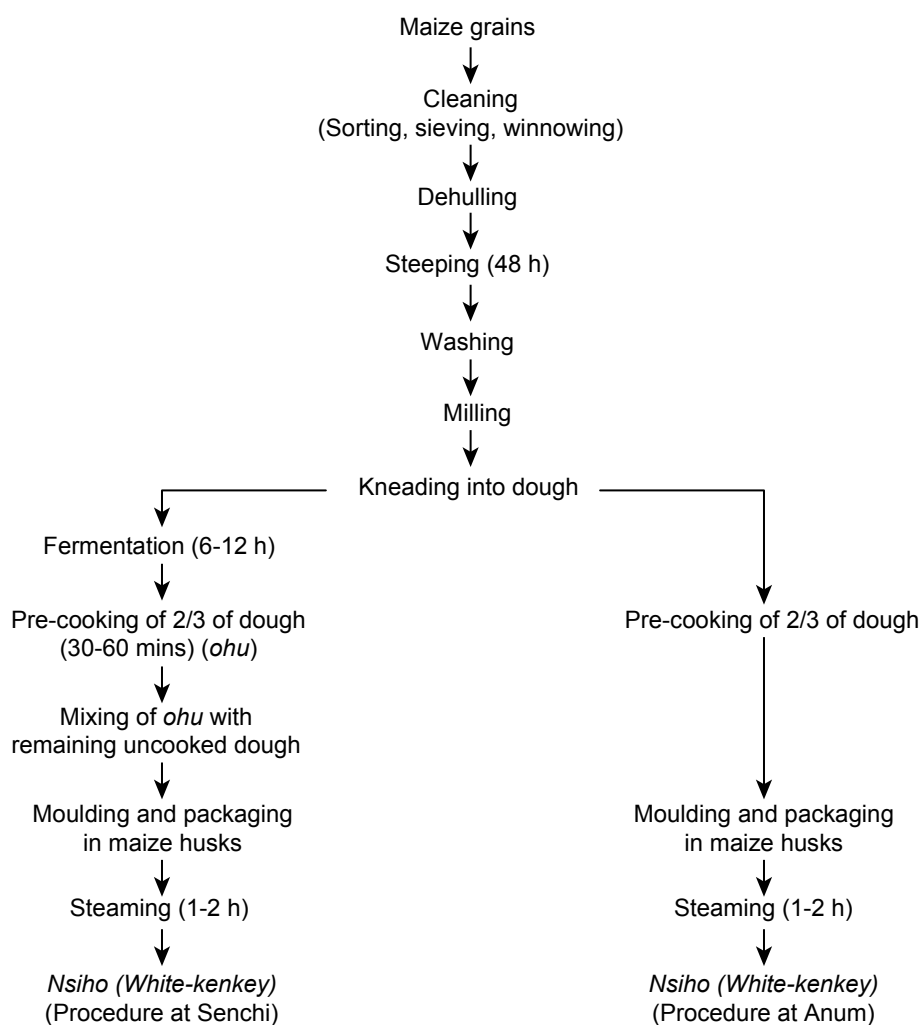 Maize grains
Cleaning
(Sorting, sieving, winnowing)
Dehulling
Steeping (48 h)
Washing
Milling
Kneading into dough
Fermentation (6-12 h)
Pre-cooking of 2/3 of dough
(30-60 mins) (ohu)
Mixing of ohu with
remaining uncooked dough
Moulding and packaging
in maize husks
Steaming (1-2 h)
Nsiho (White-kenkey)
(Procedure at Senchi)
Pre-cooking of 2/3 of dough
Moulding and packaging
in maize husks
Steaming (1-2 h)
Nsiho (White-kenkey)
(Procedure at Anum)